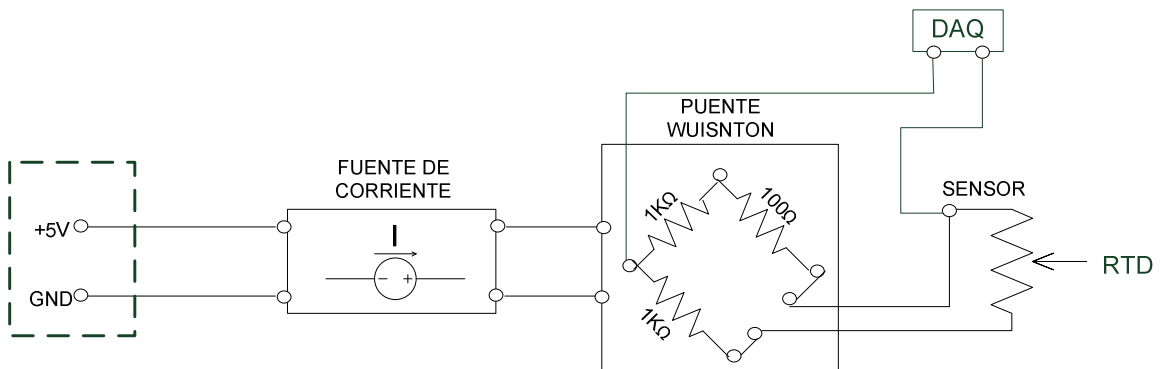 DAQ
PUENTE
WUISNTON
FUENTE DE
CORRIENTE
SENSOR
1KΩ
100Ω
+5V
I
- +
RTD
GND
1KΩ